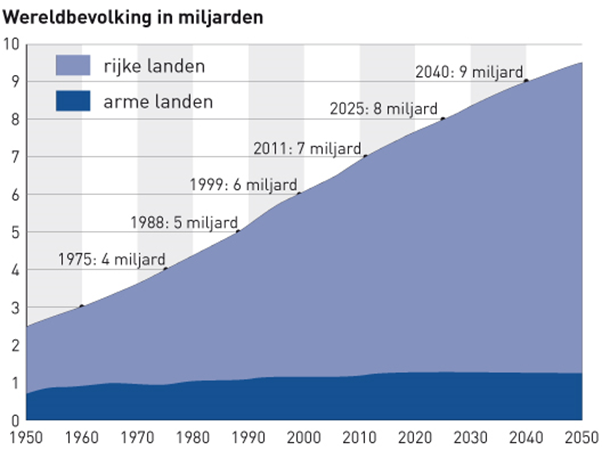 Wereldbevolking in miljarden
10
9
8
7
6
5
4
3
2
1
0
rijke landen
arme landen
2040: 9 miljard
2025: 8 miljard
2011: 7 miljard
1999: 6 miljard
1988: 5 miljard
1975: 4 miljard
1950 1960 1970 1980 1990 2000 2010 2020 2030 2040 2050